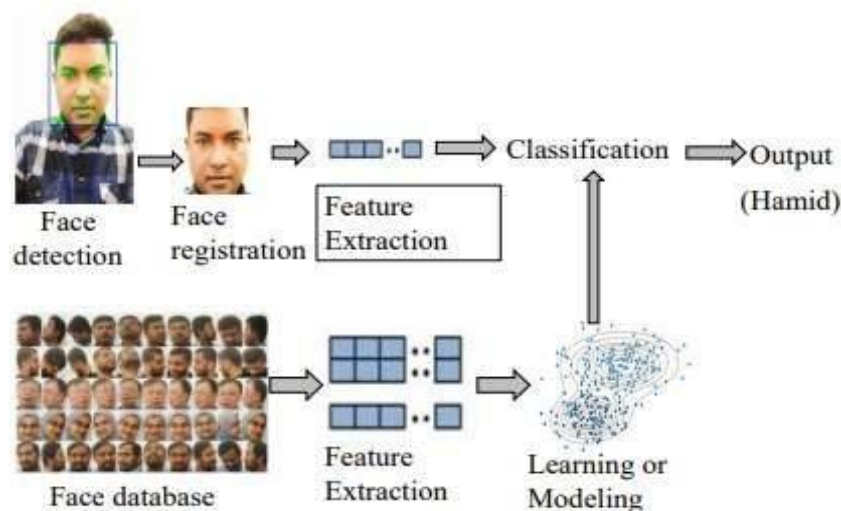 Face
detection
Face
registration
Feature
Extraction
Classification
Output
(Hamid)
Face database
Feature
Extraction
Learning or
Modeling